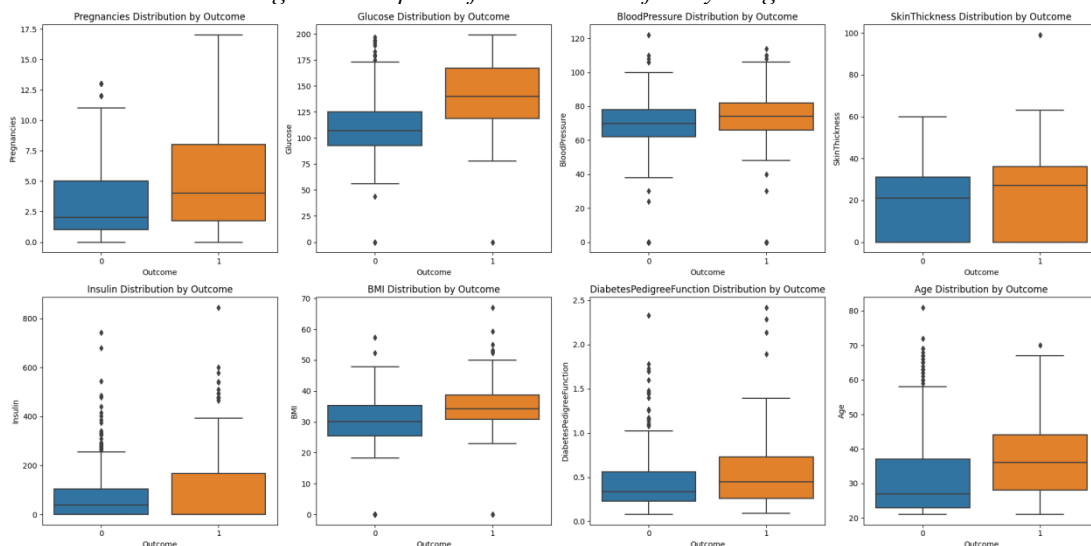 Pregnancies Distribution by Outcome
17.5
15.0
12.5
10.0
7.5
5.0
2.5
0.0
Pregnancies
0 1
Outcome
Glucose Distribution by Outcome
200
175
150
125
100
75
50
25
0
Glucose
0 1
Outcome
BloodPressure Distribution by Outcome
120
100
80
60
40
20
0
BloodPressure
0 1
Outcome
SkinThickness Distribution by Outcome
100
80
60
40
20
0
SkinThickness
0 1
Outcome
Insulin Distribution by Outcome
800
600
400
200
0
Insulin
0 1
Outcome
BMI Distribution by Outcome
70
60
50
40
30
20
10
0
BMI
0 1
Outcome
DiabetesPedigreeFunction Distribution by Outcome
2.5
2.0
1.5
1.0
0.5
0.0
DiabetesPedigreeFunction
0 1
Outcome
Age Distribution by Outcome
80
70
60
50
40
30
20
Age
0 1
Outcome